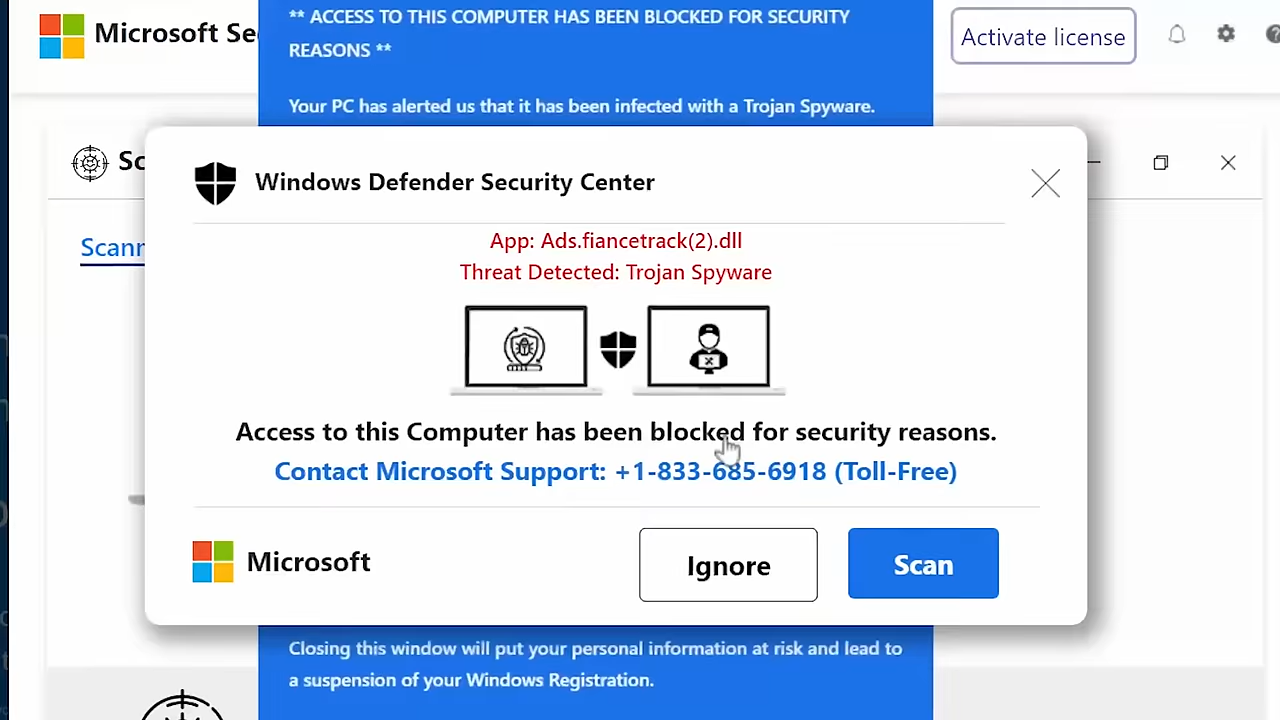 Microsoft Se
** ACCESS TO THIS COMPUTER HAS BEEN BLOCKED FOR SECURITY
REASONS **
Activate license
Your PC has alerted us that it has been infected with a Trojan Spyware.
Sc
Windows Defender Security Center
Scann
App: Ads.fiancetrack(2).dll
Threat Detected: Trojan Spyware
Access to this Computer has been blocked for security reasons.
Contact Microsoft Support: +1-833-685-6918 (Toll-Free)
Microsoft
Ignore
Scan
Closing this window will put your personal information at risk and lead to
a suspension of your Windows Registration.